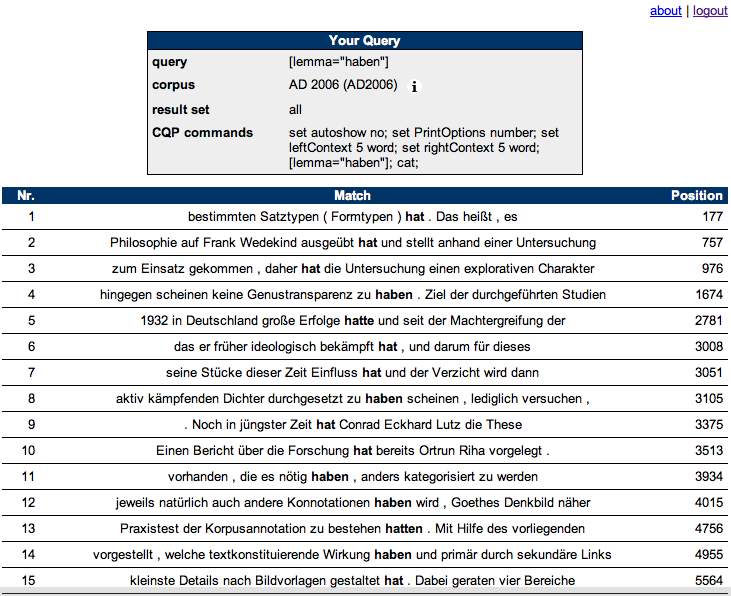 about | logout
Your Query
query [lemma="haben"]
corpus AD 2006 (AD2006) i
result set all
CQP commands set autoshow no; set PrintOptions number; set
leftContext 5 word; set rightContext 5 word;
[lemma="haben"]; cat;
Nr. Match Position
1 bestimmten Satztypen ( Formtypen ) hat . Das heißt , es 177
2 Philosophie auf Frank Wedekind ausgeübt hat und stellt anhand einer Untersuchung 757
3 zum Einsatz gekommen , daher hat die Untersuchung einen explorativen Charakter 976
4 hingegen scheinen keine Genustransparenz zu haben . Ziel der durchgeführten Studien 1674
5 1932 in Deutschland große Erfolge hatte und seit der Machtergreifung der 2781
6 das er früher ideologisch bekämpft hat , und darum für dieses 3008
7 seine Stücke dieser Zeit Einfluss hat und der Verzicht wird dann 3051
8 aktiv kämpfenden Dichter durchgesetzt zu haben scheinen , lediglich versuchen , 3105
9 . Noch in jüngster Zeit hat Conrad Eckhard Lutz die These 3375
10 Einen Bericht über die Forschung hat bereits Ortrun Riha vorgelegt . 3513
11 vorhanden , die es nötig haben , anders kategorisiert zu werden 3934
12 jeweils natürlich auch andere Konnotationen haben wird , Goethes Denkbild näher 4015
13 Praxistest der Korpusannotation zu bestehen hatten . Mit Hilfe des vorliegenden 4756
14 vorgestellt , welche textkonstituierende Wirkung haben und primär durch sekundäre Links 4955
15 kleinste Details nach Bildvorlagen gestaltet hat . Dabei geraten vier Bereiche 5564